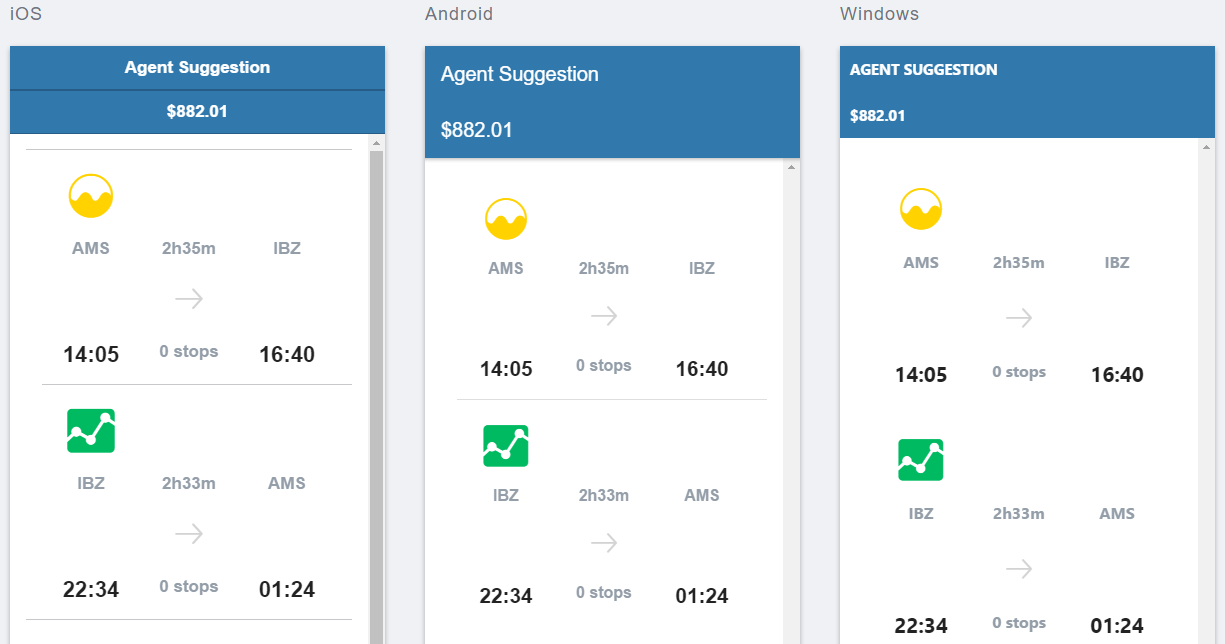 iOS
Agent Suggestion
$882.01
AMS 2h35m IBZ
14:05 0 stops 16:40
IBZ 2h33m AMS
22:34 0 stops 01:24
Android
Agent Suggestion
$882.01
AMS 2h35m IBZ
14:05 0 stops 16:40
IBZ 2h33m AMS
22:34 0 stops 01:24
Windows
AGENT SUGGESTION
$882.01
AMS 2h35m IBZ
14:05 0 stops 16:40
IBZ 2h33m AMS
22:34 0 stops 01:24